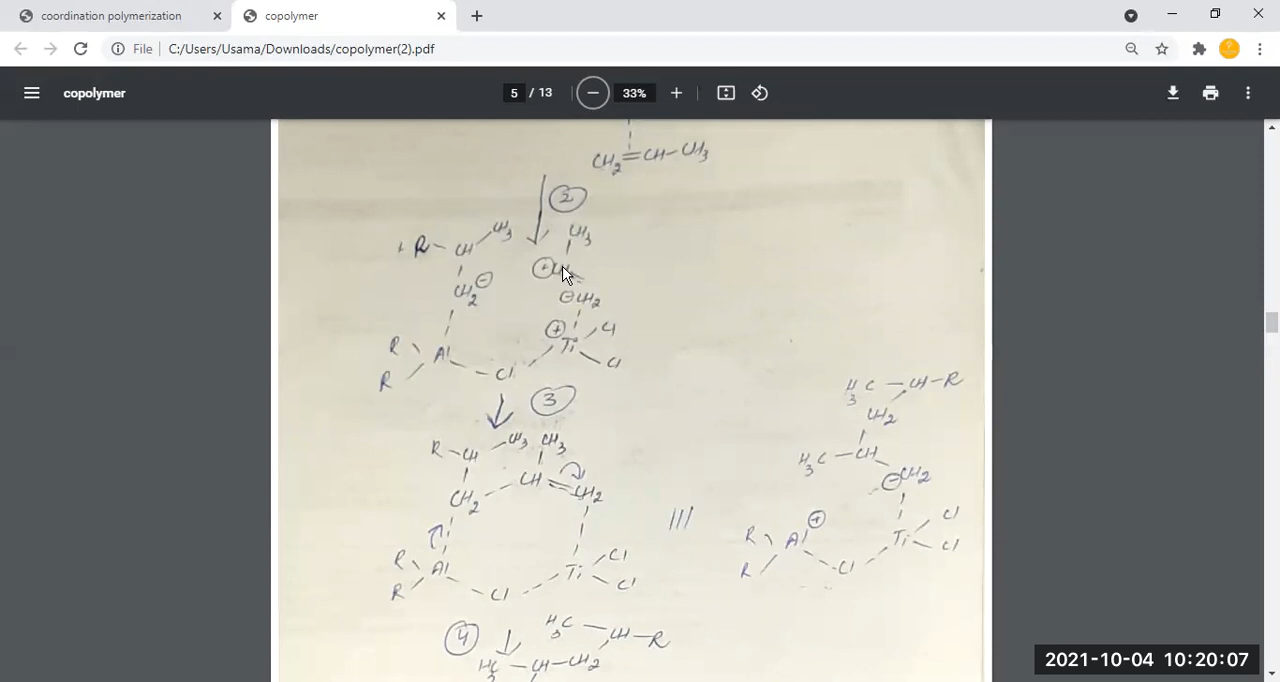 coordination polymerization
copolymer
File
C:/Users/Usama/Downloads/copolymer(2).pdf
copolymer
5 / 13
33%
CH2=CH-CH3
2
+R- CH CH3
CH2 ⊖
CH3
⊕ CH
⊖ CH2
⊕ Ti Cl
Cl
R Al
R
Cl
3
R-CH CH3 CH3
CH2 CH=CH2
R Al
R
Cl
Ti Cl
Cl
///
H3C-CH-R
CH2
H3C-CH
⊖ CH2
R Al ⊕
R
Cl
Ti Cl
Cl
4
H3C-CH-R
H3C-CH-CH2
2021-10-04 10:20:07